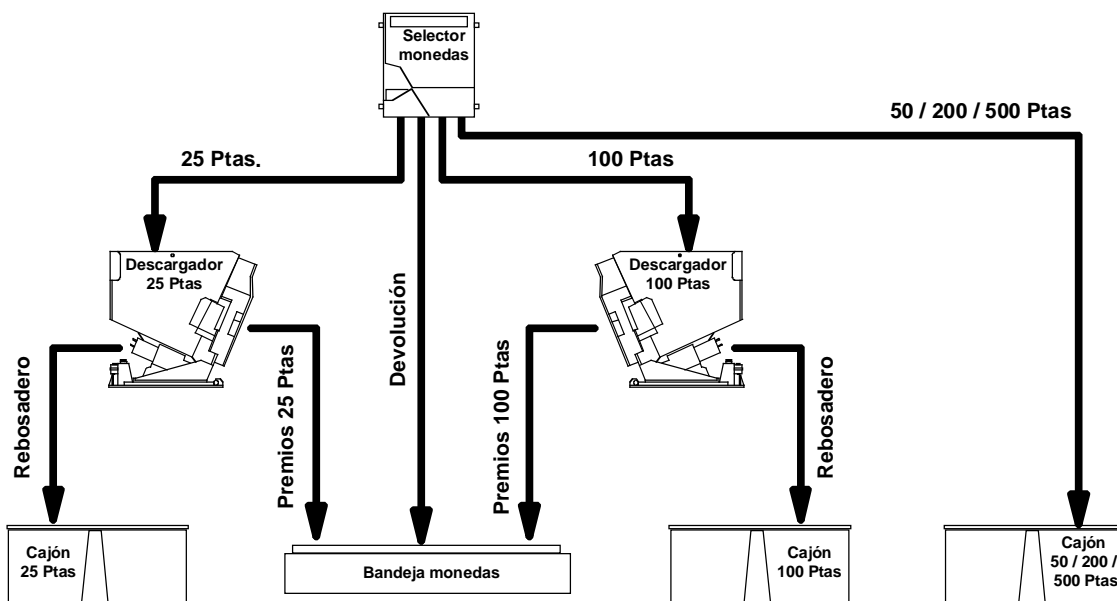 Selector
monedas
50 / 200 / 500 Ptas
25 Ptas.
100 Ptas
Descargador
25 Ptas
Descargador
100 Ptas
Devolución
Rebosadero
Premios 25 Ptas
Premios 100 Ptas
Rebosadero
Cajón
25 Ptas
Bandeja monedas
Cajón
100 Ptas
Cajón
50 / 200 /
500 Ptas